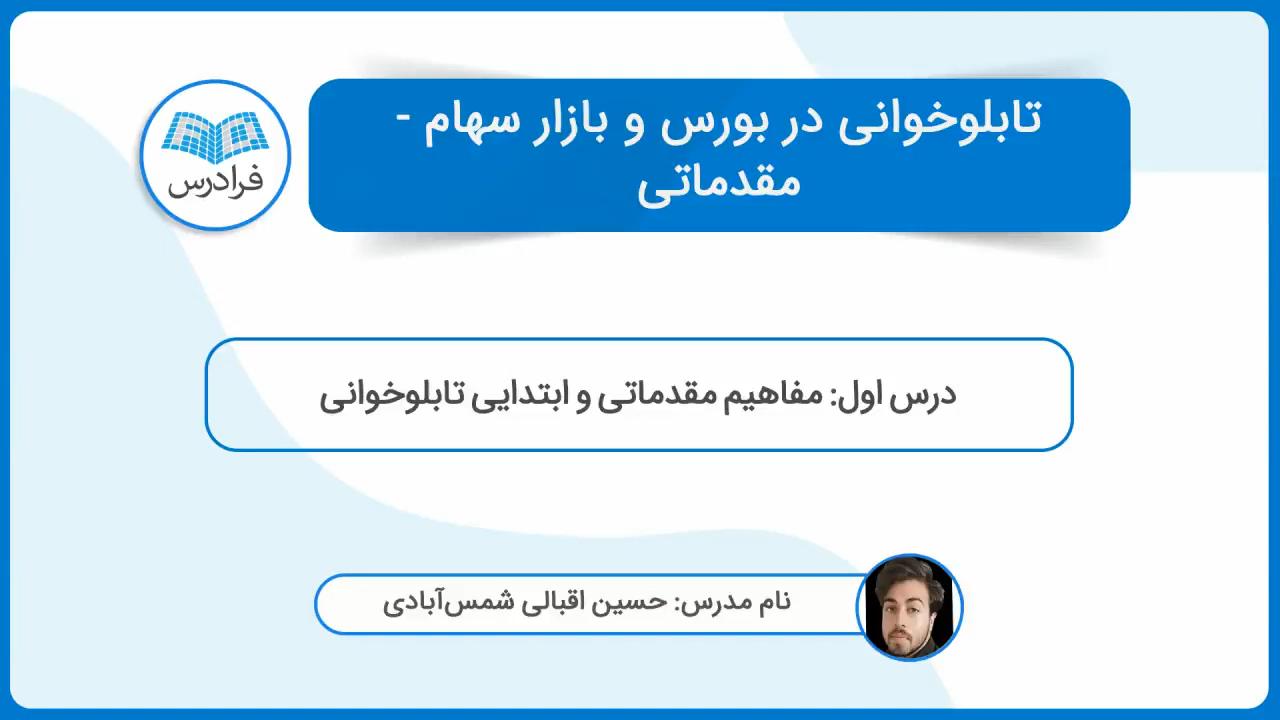 تابلوخوانی در بورس و بازار سهام -
مقدماتی
فرادرس
درس اول: مفاهیم مقدماتی و ابتدایی تابلوخوانی
نام مدرس: حسین اقبالی شمس‌آبادی